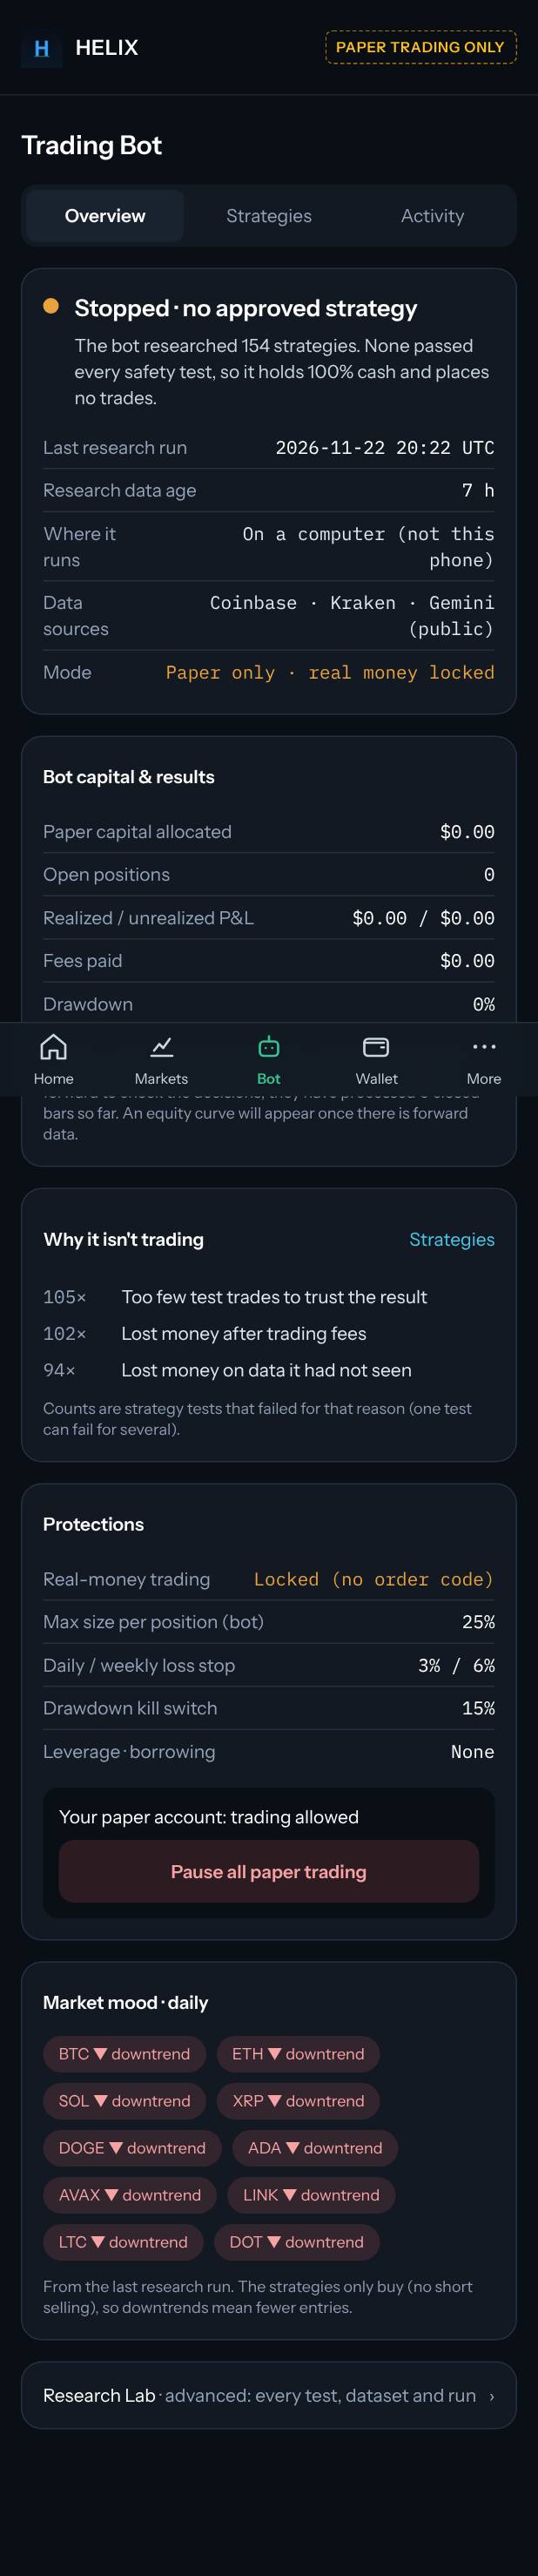 H HELIX
PAPER TRADING ONLY
Trading Bot
Overview Strategies Activity
Stopped · no approved strategy
The bot researched 154 strategies. None passed
every safety test, so it holds 100% cash and places
no trades.
Last research run 2026-11-22 20:22 UTC
Research data age 7 h
Where it runs On a computer (not this phone)
Data sources Coinbase · Kraken · Gemini (public)
Mode Paper only · real money locked
Bot capital & results
Paper capital allocated $0.00
Open positions 0
Realized / unrealized P&L $0.00 / $0.00
Fees paid $0.00
Drawdown 0%
Home Markets Bot Wallet More
bars so far. An equity curve will appear once there is forward
data.
Why it isn't trading Strategies
105× Too few test trades to trust the result
102× Lost money after trading fees
94× Lost money on data it had not seen
Counts are strategy tests that failed for that reason (one test
can fail for several).
Protections
Real-money trading Locked (no order code)
Max size per position (bot) 25%
Daily / weekly loss stop 3% / 6%
Drawdown kill switch 15%
Leverage · borrowing None
Your paper account: trading allowed
Pause all paper trading
Market mood · daily
BTC ▼ downtrend ETH ▼ downtrend
SOL ▼ downtrend XRP ▼ downtrend
DOGE ▼ downtrend ADA ▼ downtrend
AVAX ▼ downtrend LINK ▼ downtrend
LTC ▼ downtrend DOT ▼ downtrend
From the last research run. The strategies only buy (no short
selling), so downtrends mean fewer entries.
Research Lab · advanced: every test, dataset and run ›